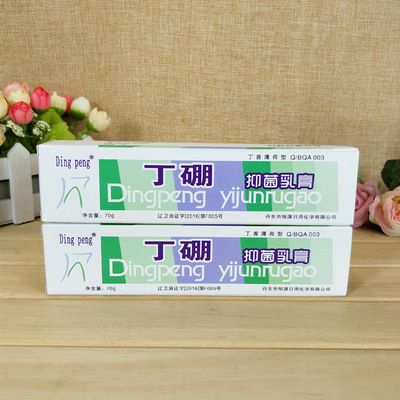 Ding peng®
丁硼
抑菌乳膏
丁香薄荷型 Q/BQA 003
Dingpeng yijunrugao
净含量：70g
辽卫消证字[2016]第005号
丹东市恒源日用化学有限公司
Ding peng®
丁硼
抑菌乳膏
丁香薄荷型 Q/BQA 003
Dingpeng yijunrugao
净含量：70g
辽卫消证字[2016]第005号
丹东市恒源日用化学有限公司